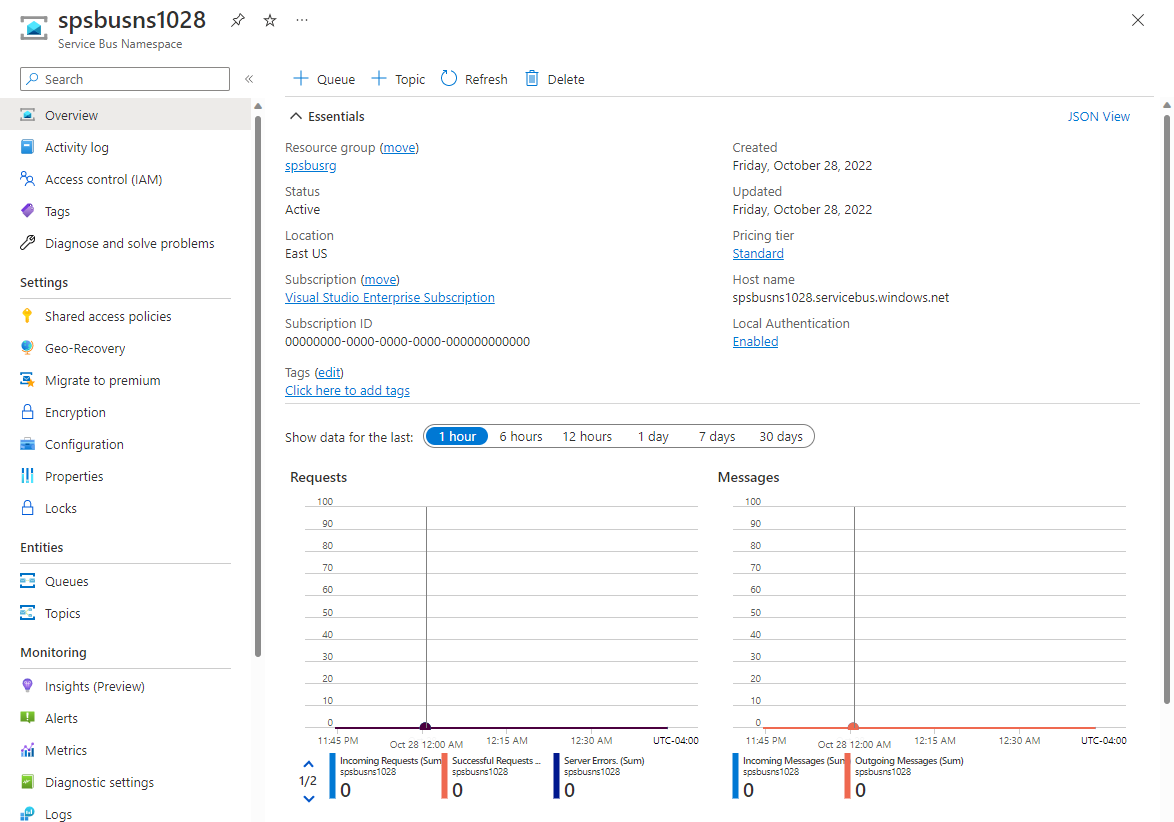 spsbusns1028
Service Bus Namespace
Search
Overview
Activity log
Access control (IAM)
Tags
Diagnose and solve problems
Settings
Shared access policies
Geo-Recovery
Migrate to premium
Encryption
Configuration
Properties
Locks
Entities
Queues
Topics
Monitoring
Insights (Preview)
Alerts
Metrics
Diagnostic settings
Logs
Queue Topic Refresh Delete
Essentials
JSON View
Resource group (move)
spsbusrg
Status
Active
Location
East US
Subscription (move)
Visual Studio Enterprise Subscription
Subscription ID
00000000-0000-0000-0000-000000000000
Tags (edit)
Click here to add tags
Created
Friday, October 28, 2022
Updated
Friday, October 28, 2022
Pricing tier
Standard
Host name
spsbusns1028.servicebus.windows.net
Local Authentication
Enabled
Show data for the last: 1 hour 6 hours 12 hours 1 day 7 days 30 days
Requests
100
90
80
70
60
50
40
30
20
10
0
11:45 PM Oct 28 12:00 AM 12:15 AM 12:30 AM UTC-04:00
1/2
Incoming Requests (Sum)
spsbusns1028
0
Successful Requests ...
spsbusns1028
0
Server Errors. (Sum)
spsbusns1028
0
Messages
100
90
80
70
60
50
40
30
20
10
0
11:45 PM Oct 28 12:00 AM 12:15 AM 12:30 AM UTC-04:00
Incoming Messages (Sum)
spsbusns1028
0
Outgoing Messages (Sum)
spsbusns1028
0